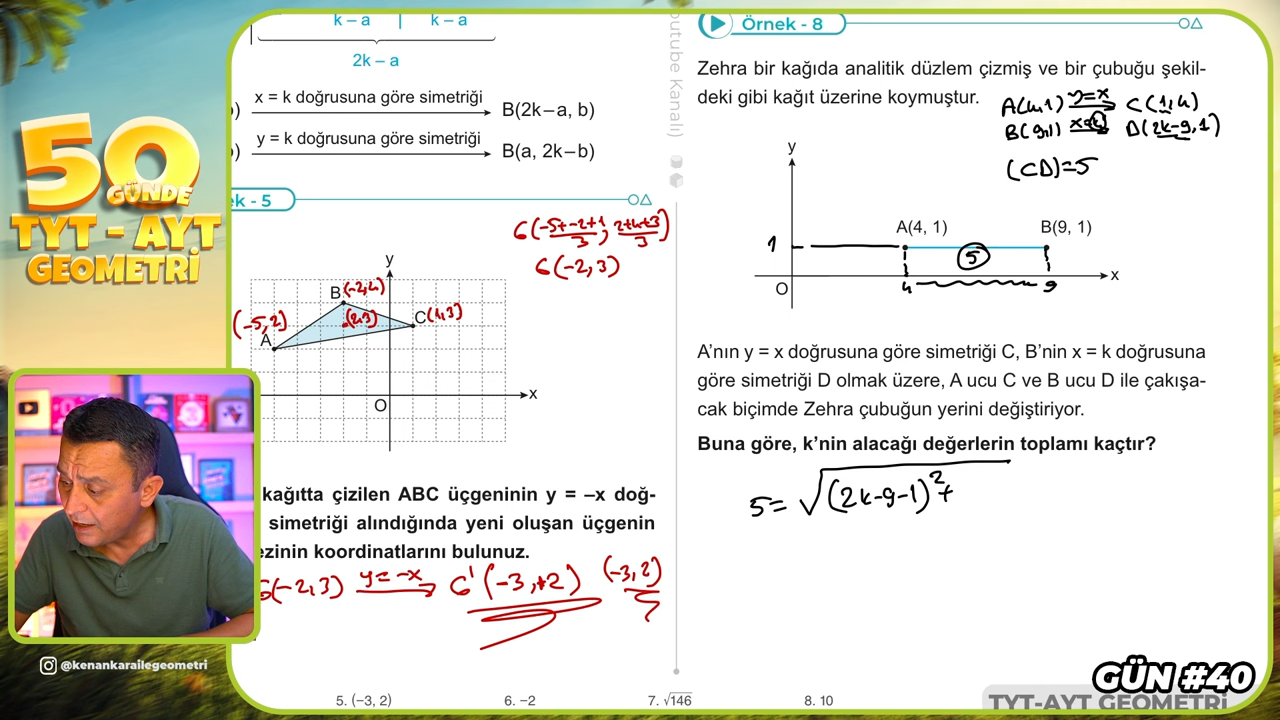 50
GÜNDE
TYT - AYT
GEOMETRİ
@kenankarailegeometri
k – a | k – a
2k – a
x = k doğrusuna göre simetriği
B(2k–a, b)
y = k doğrusuna göre simetriği
B(a, 2k–b)
ek - 5
G(-5+-2+1/3, 2+4+3/3)
G(-2,3)
y
B(-2,4)
(-5,2)
(-2,3)
C(1,3)
A
O
x
kağıtta çizilen ABC üçgeninin y = –x doğ-
simetriği alındığında yeni oluşan üçgenin
ezinin koordinatlarını bulunuz.
G(-2,3) y=-x G'(-3,+2) (-3,2)
5. (–3, 2)
6. –2
7. √146
8. 10
outube Kanalı)
Örnek - 8
Zehra bir kağıda analitik düzlem çizmiş ve bir çubuğu şekil-
deki gibi kağıt üzerine koymuştur.
A(4,1) y=x C(1,4)
B(9,1) x=k D(2k-9,1)
(CD)=5
y
A(4, 1)
B(9, 1)
1
5
x
O
4
9
A'nın y = x doğrusuna göre simetriği C, B'nin x = k doğrusuna
göre simetriği D olmak üzere, A ucu C ve B ucu D ile çakışa-
cak biçimde Zehra çubuğun yerini değiştiriyor.
Buna göre, k'nin alacağı değerlerin toplamı kaçtır?
5=√(2k-9-1)²+
GÜN #40
TYT-AYT GEOMETRİ